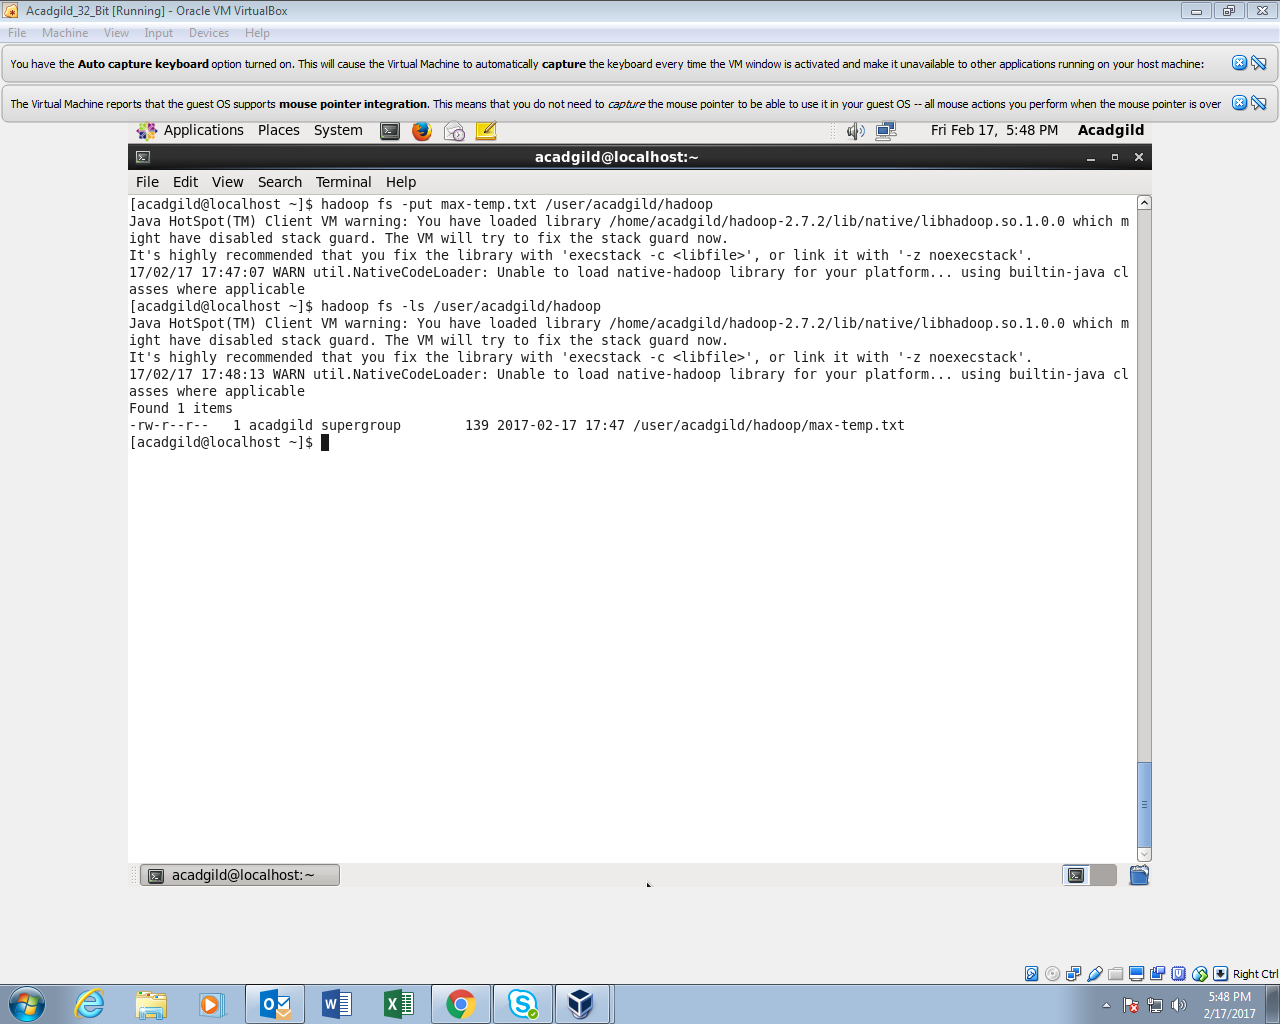 Acadgild_32_Bit [Running] - Oracle VM VirtualBox
File Machine View Input Devices Help
You have the Auto capture keyboard option turned on. This will cause the Virtual Machine to automatically capture the keyboard every time the VM window is activated and make it unavailable to other applications running on your host machine:
The Virtual Machine reports that the guest OS supports mouse pointer integration. This means that you do not need to capture the mouse pointer to be able to use it in your guest OS -- all mouse actions you perform when the mouse pointer is over
Applications Places System Fri Feb 17, 5:48 PM Acadgild
acadgild@localhost:~
File Edit View Search Terminal Help
[acadgild@localhost ~]$ hadoop fs -put max-temp.txt /user/acadgild/hadoop
Java HotSpot(TM) Client VM warning: You have loaded library /home/acadgild/hadoop-2.7.2/lib/native/libhadoop.so.1.0.0 which m
ight have disabled stack guard. The VM will try to fix the stack guard now.
It's highly recommended that you fix the library with 'execstack -c <libfile>', or link it with '-z noexecstack'.
17/02/17 17:47:07 WARN util.NativeCodeLoader: Unable to load native-hadoop library for your platform... using builtin-java cl
asses where applicable
[acadgild@localhost ~]$ hadoop fs -ls /user/acadgild/hadoop
Java HotSpot(TM) Client VM warning: You have loaded library /home/acadgild/hadoop-2.7.2/lib/native/libhadoop.so.1.0.0 which m
ight have disabled stack guard. The VM will try to fix the stack guard now.
It's highly recommended that you fix the library with 'execstack -c <libfile>', or link it with '-z noexecstack'.
17/02/17 17:48:13 WARN util.NativeCodeLoader: Unable to load native-hadoop library for your platform... using builtin-java cl
asses where applicable
Found 1 items
-rw-r--r--   1 acadgild supergroup        139 2017-02-17 17:47 /user/acadgild/hadoop/max-temp.txt
[acadgild@localhost ~]$
acadgild@localhost:~
Right Ctrl
5:48 PM
2/17/2017